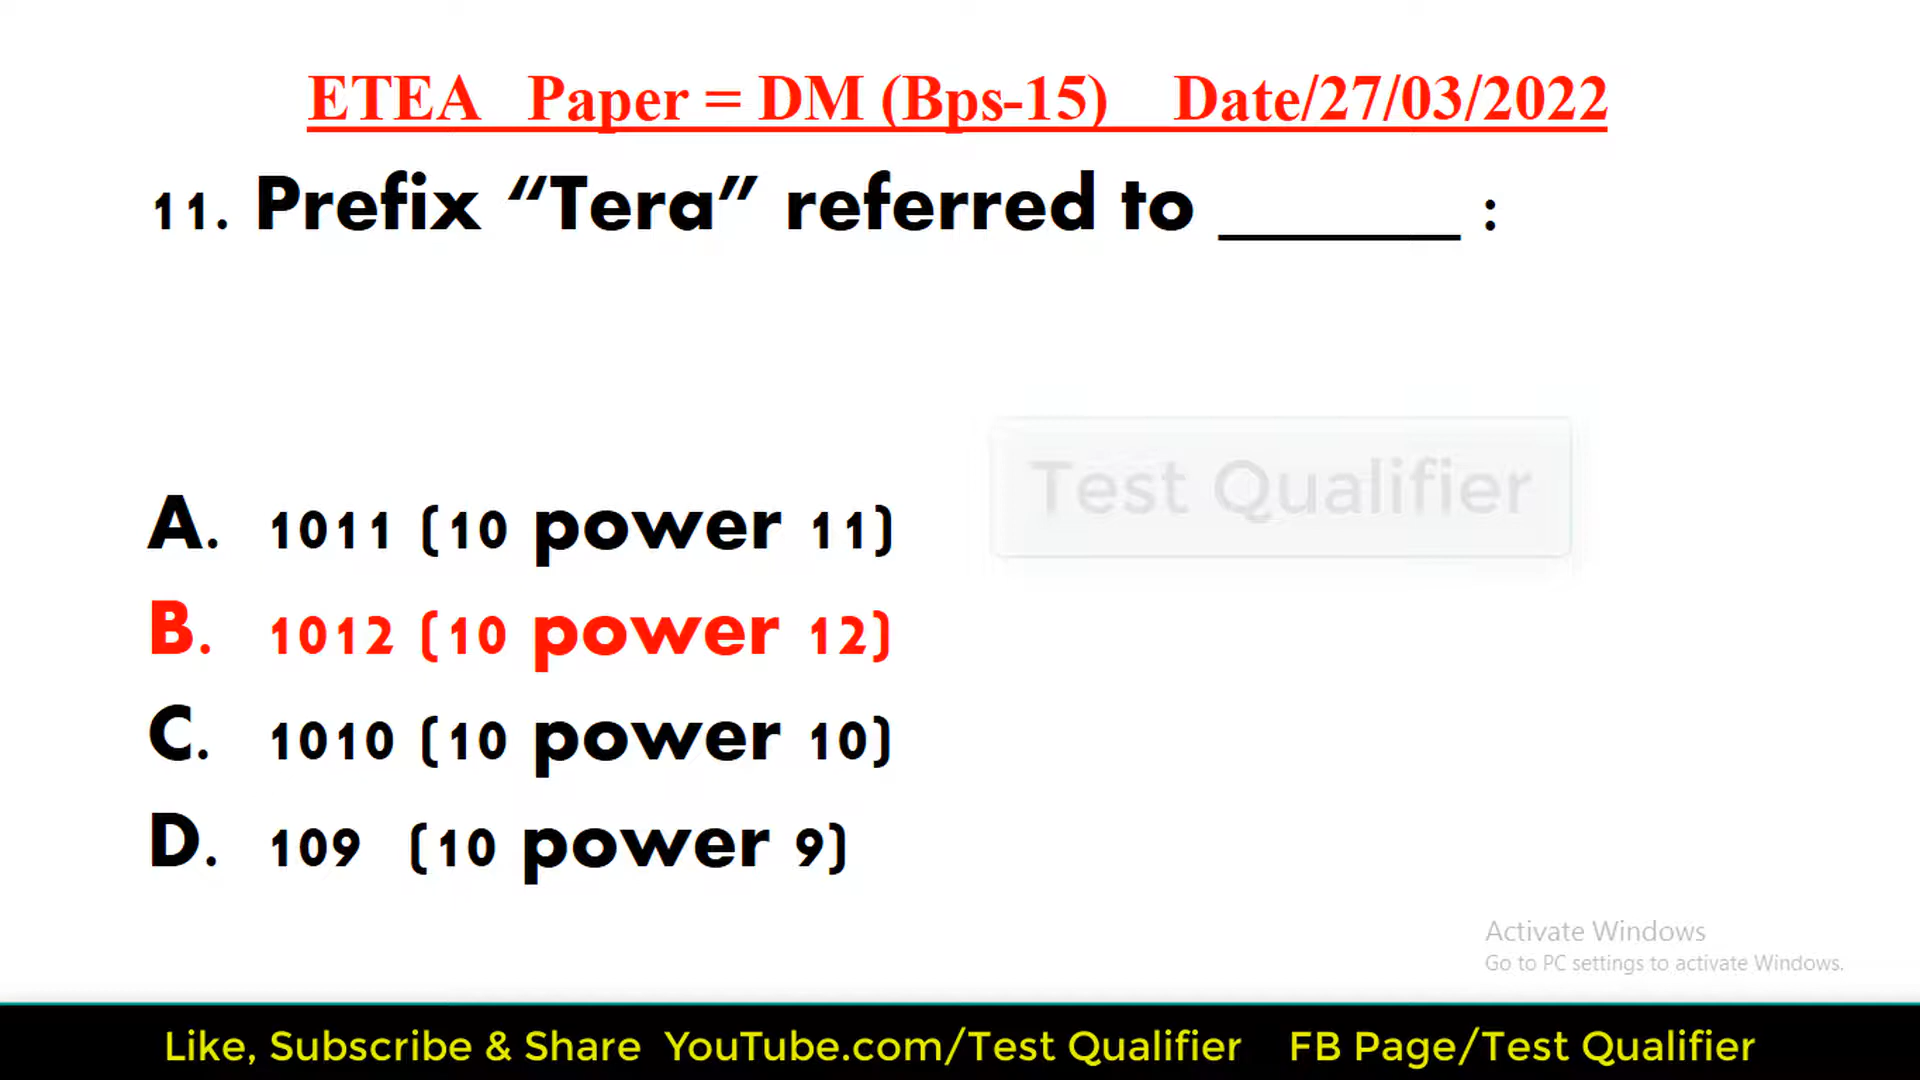 ETEA Paper = DM (Bps-15) Date/27/03/2022
11. Prefix “Tera” referred to ______ :
Test Qualifier
A. 1011 (10 power 11)
B. 1012 (10 power 12)
C. 1010 (10 power 10)
D. 109 (10 power 9)
Activate Windows
Go to PC settings to activate Windows.
Like, Subscribe & Share YouTube.com/Test Qualifier FB Page/Test Qualifier